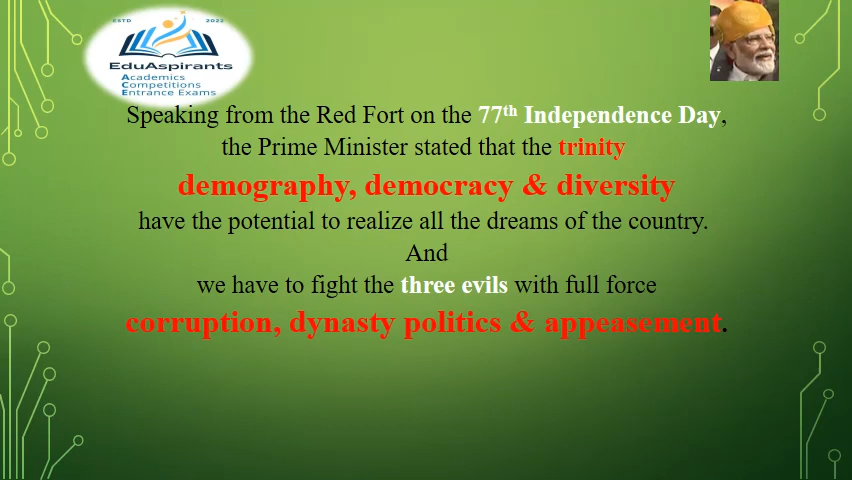 ESTD 2022
EduAspirants
Academics
Competitions
Entrance Exams
Speaking from the Red Fort on the 77th Independence Day,
the Prime Minister stated that the trinity
demography, democracy & diversity
have the potential to realize all the dreams of the country.
And
we have to fight the three evils with full force
corruption, dynasty politics & appeasement.